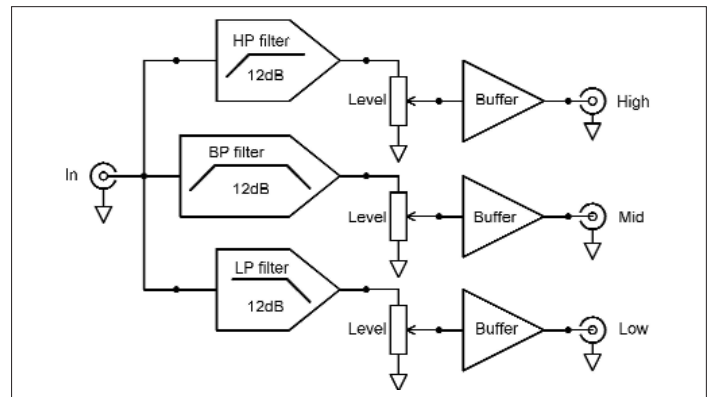 HP filter
12dB
Level
Buffer
High
In
BP filter
12dB
Level
Buffer
Mid
LP filter
12dB
Level
Buffer
Low